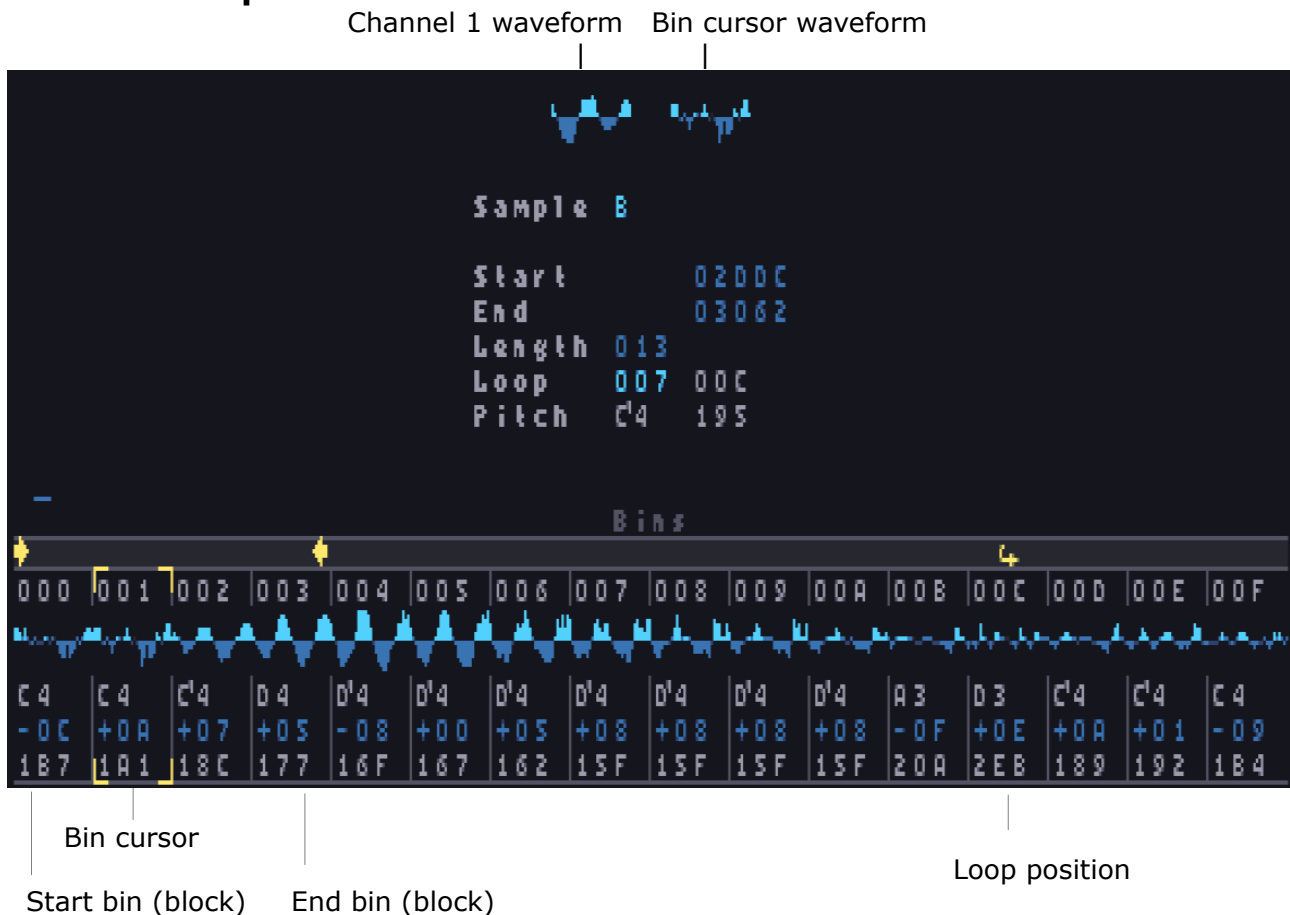 Channel 1 waveform Bin cursor waveform
Sample B
Start 02DDC
End 03062
Length 013
Loop 007 00C
Pitch C'4 195
Bins
000 001 002 003 004 005 006 007 008 009 00A 00B 00C 00D 00E 00F
C4 C4 C'4 D4 D'4 D'4 D'4 D'4 D'4 D'4 D'4 A3 D3 C'4 C'4 C4
-0C +0A +07 +05 -08 +00 +05 +08 +08 +08 +08 -0F +0E +0A +01 -09
1B7 1A1 18C 177 16F 167 162 15F 15F 15F 15F 20A 2EB 189 192 1B4
Bin cursor
Loop position
Start bin (block) End bin (block)